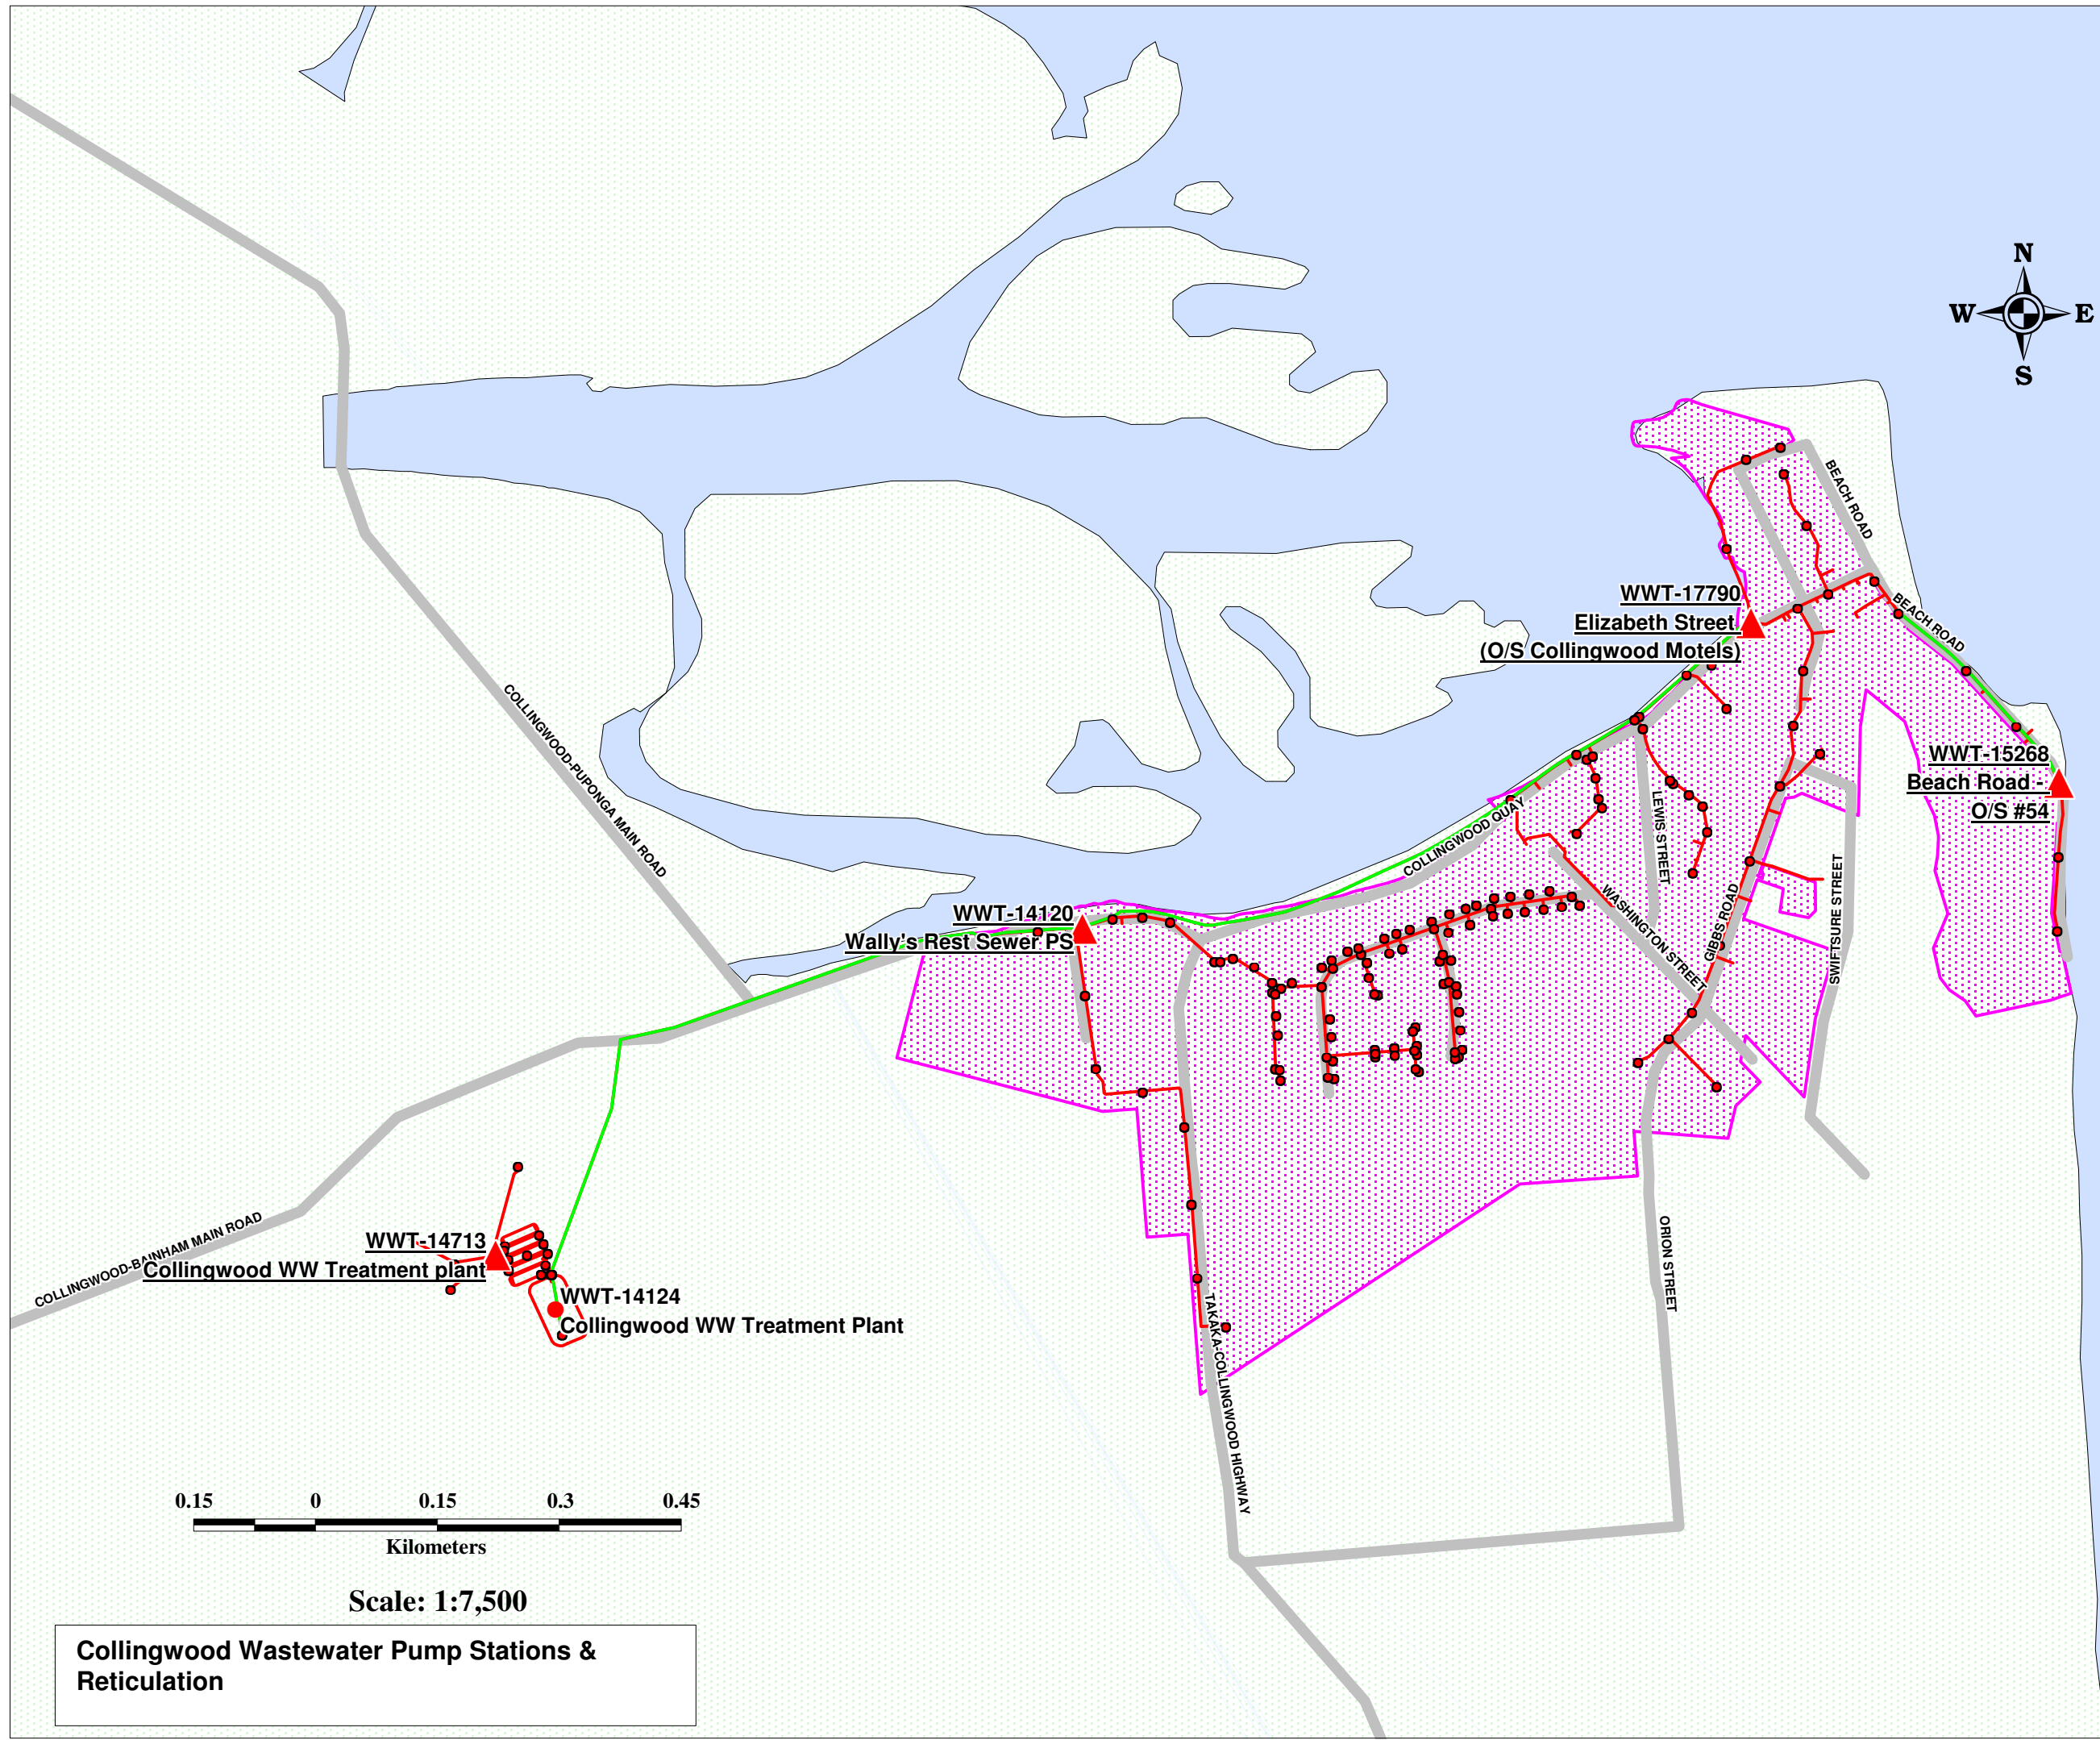 N
W E
S
BEACH ROAD
WWT-17790
Elizabeth Street
(O/S Collingwood Motels)
BEACH ROAD
COLLINGWOOD-PUPONGA MAIN ROAD
WWT-15268
Beach Road -
O/S #54
COLLINGWOOD QUAY
LEWIS STREET
WASHINGTON STREET
GIBBS ROAD
SWIFTSURE STREET
WWT-14120
Wally's Rest Sewer PS
COLLINGWOOD-BAINHAM MAIN ROAD
WWT-14713
Collingwood WW Treatment plant
WWT-14124
Collingwood WW Treatment Plant
ORION STREET
TAKAKA-COLLINGWOOD HIGHWAY
0.15 0 0.15 0.3 0.45
Kilometers
Scale: 1:7,500
Collingwood Wastewater Pump Stations &
Reticulation